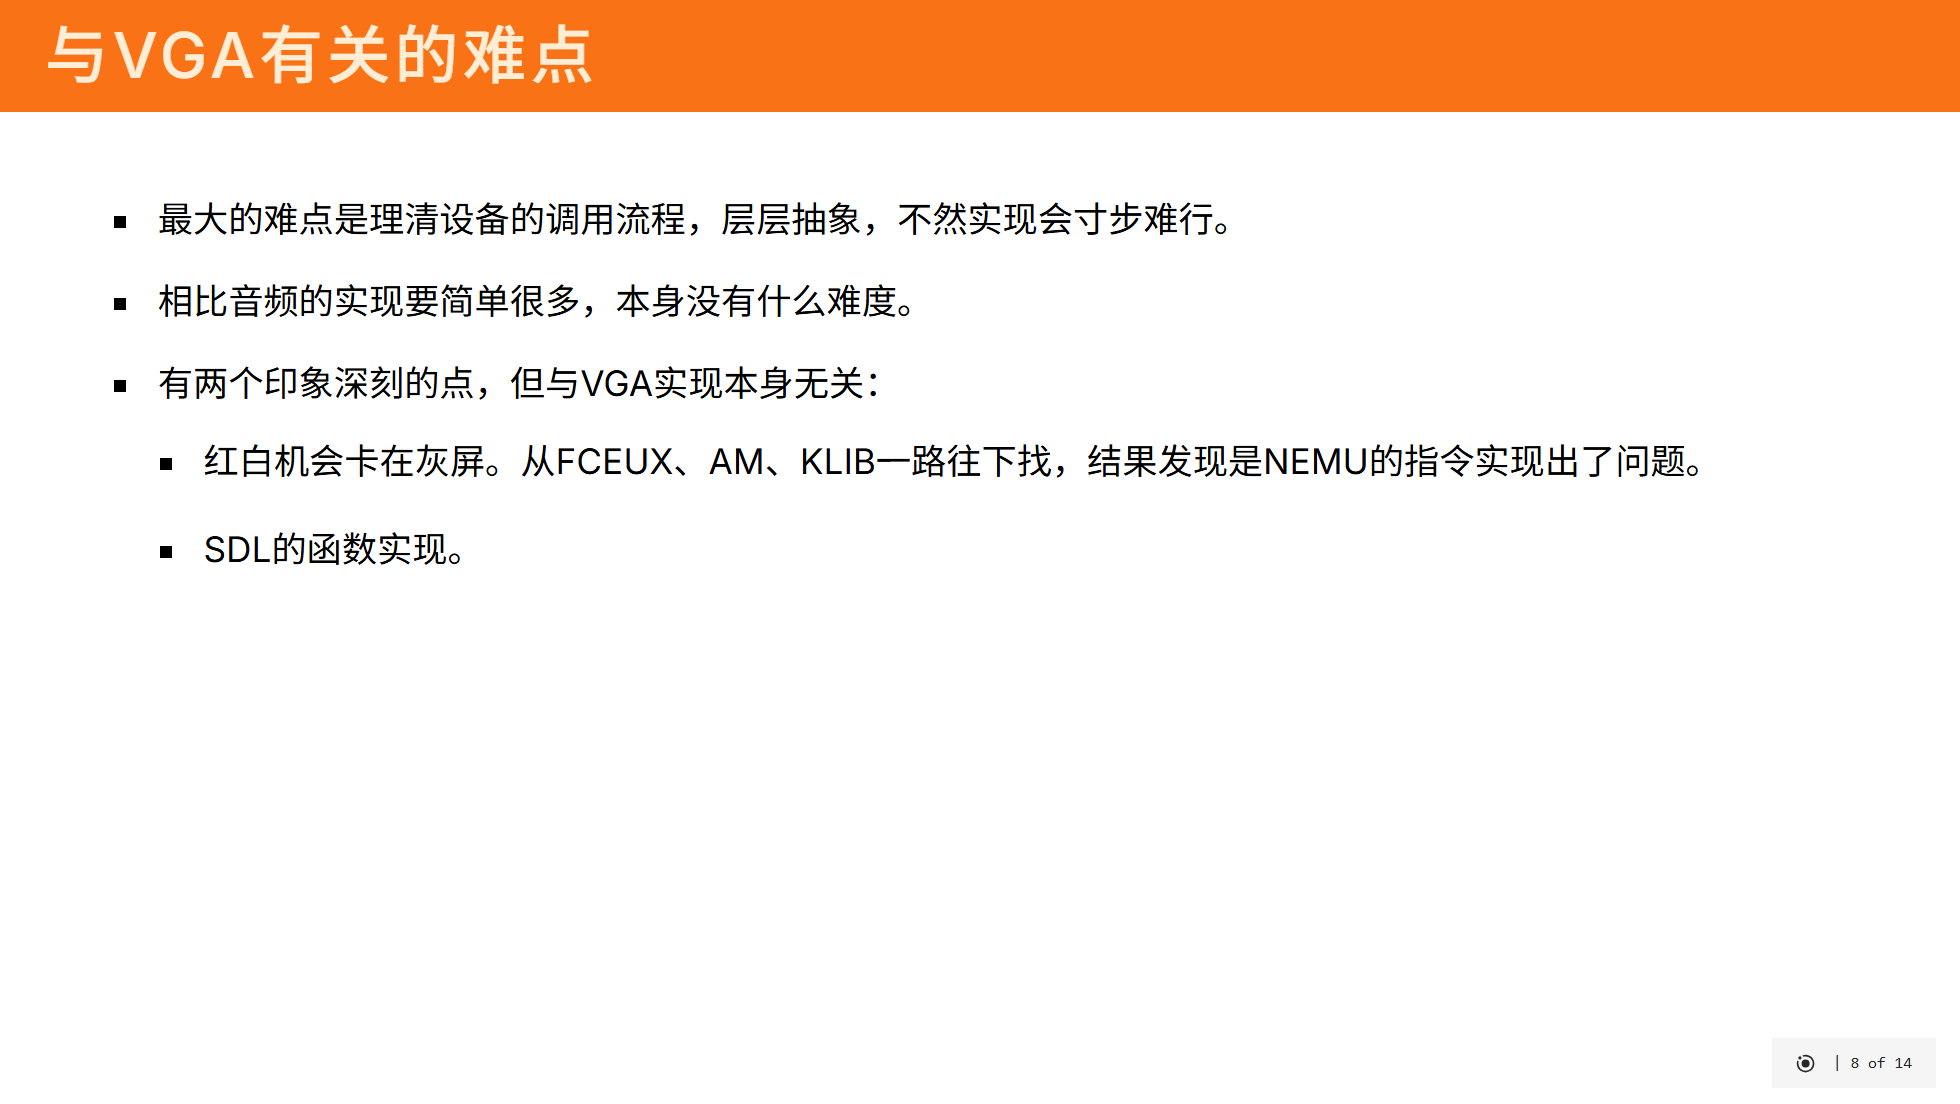 与VGA有关的难点
最大的难点是理清设备的调用流程，层层抽象，不然实现会寸步难行。
相比音频的实现要简单很多，本身没有什么难度。
有两个印象深刻的点，但与VGA实现本身无关：
红白机会卡在灰屏。从FCEUX、AM、KLIB一路往下找，结果发现是NEMU的指令实现出了问题。
SDL的函数实现。
| 8 of 14